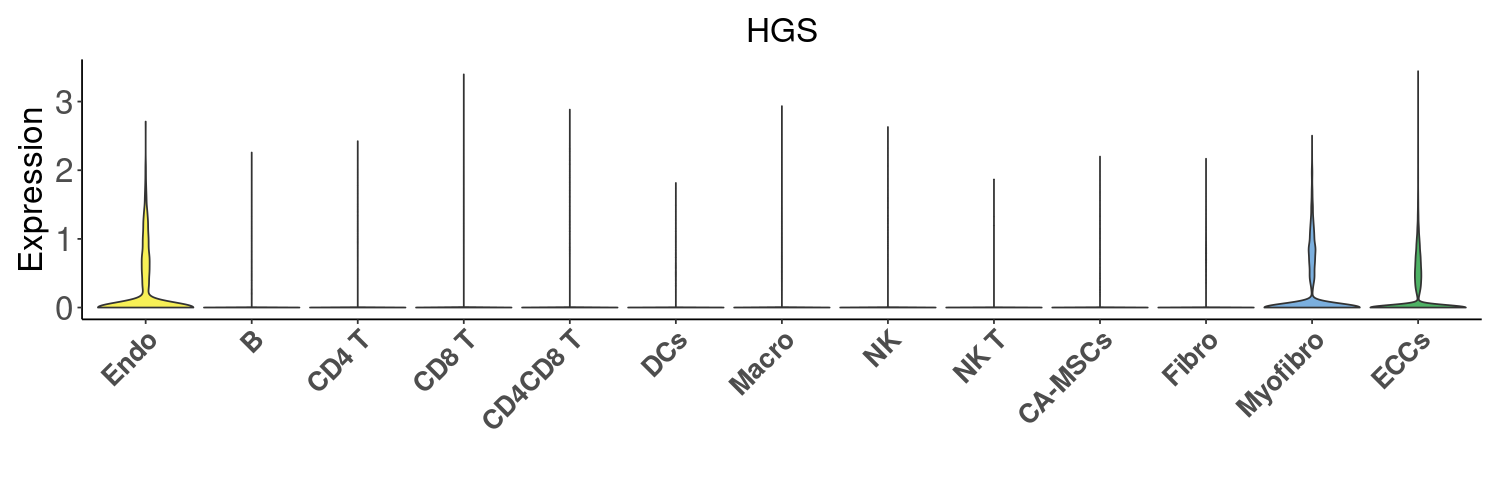 HGS
Expression
3
2
1
0
Endo
B
CD4 T
CD8 T
CD4CD8 T
DCs
Macro
NK
NK T
CA-MSCs
Fibro
Myofibro
ECCs